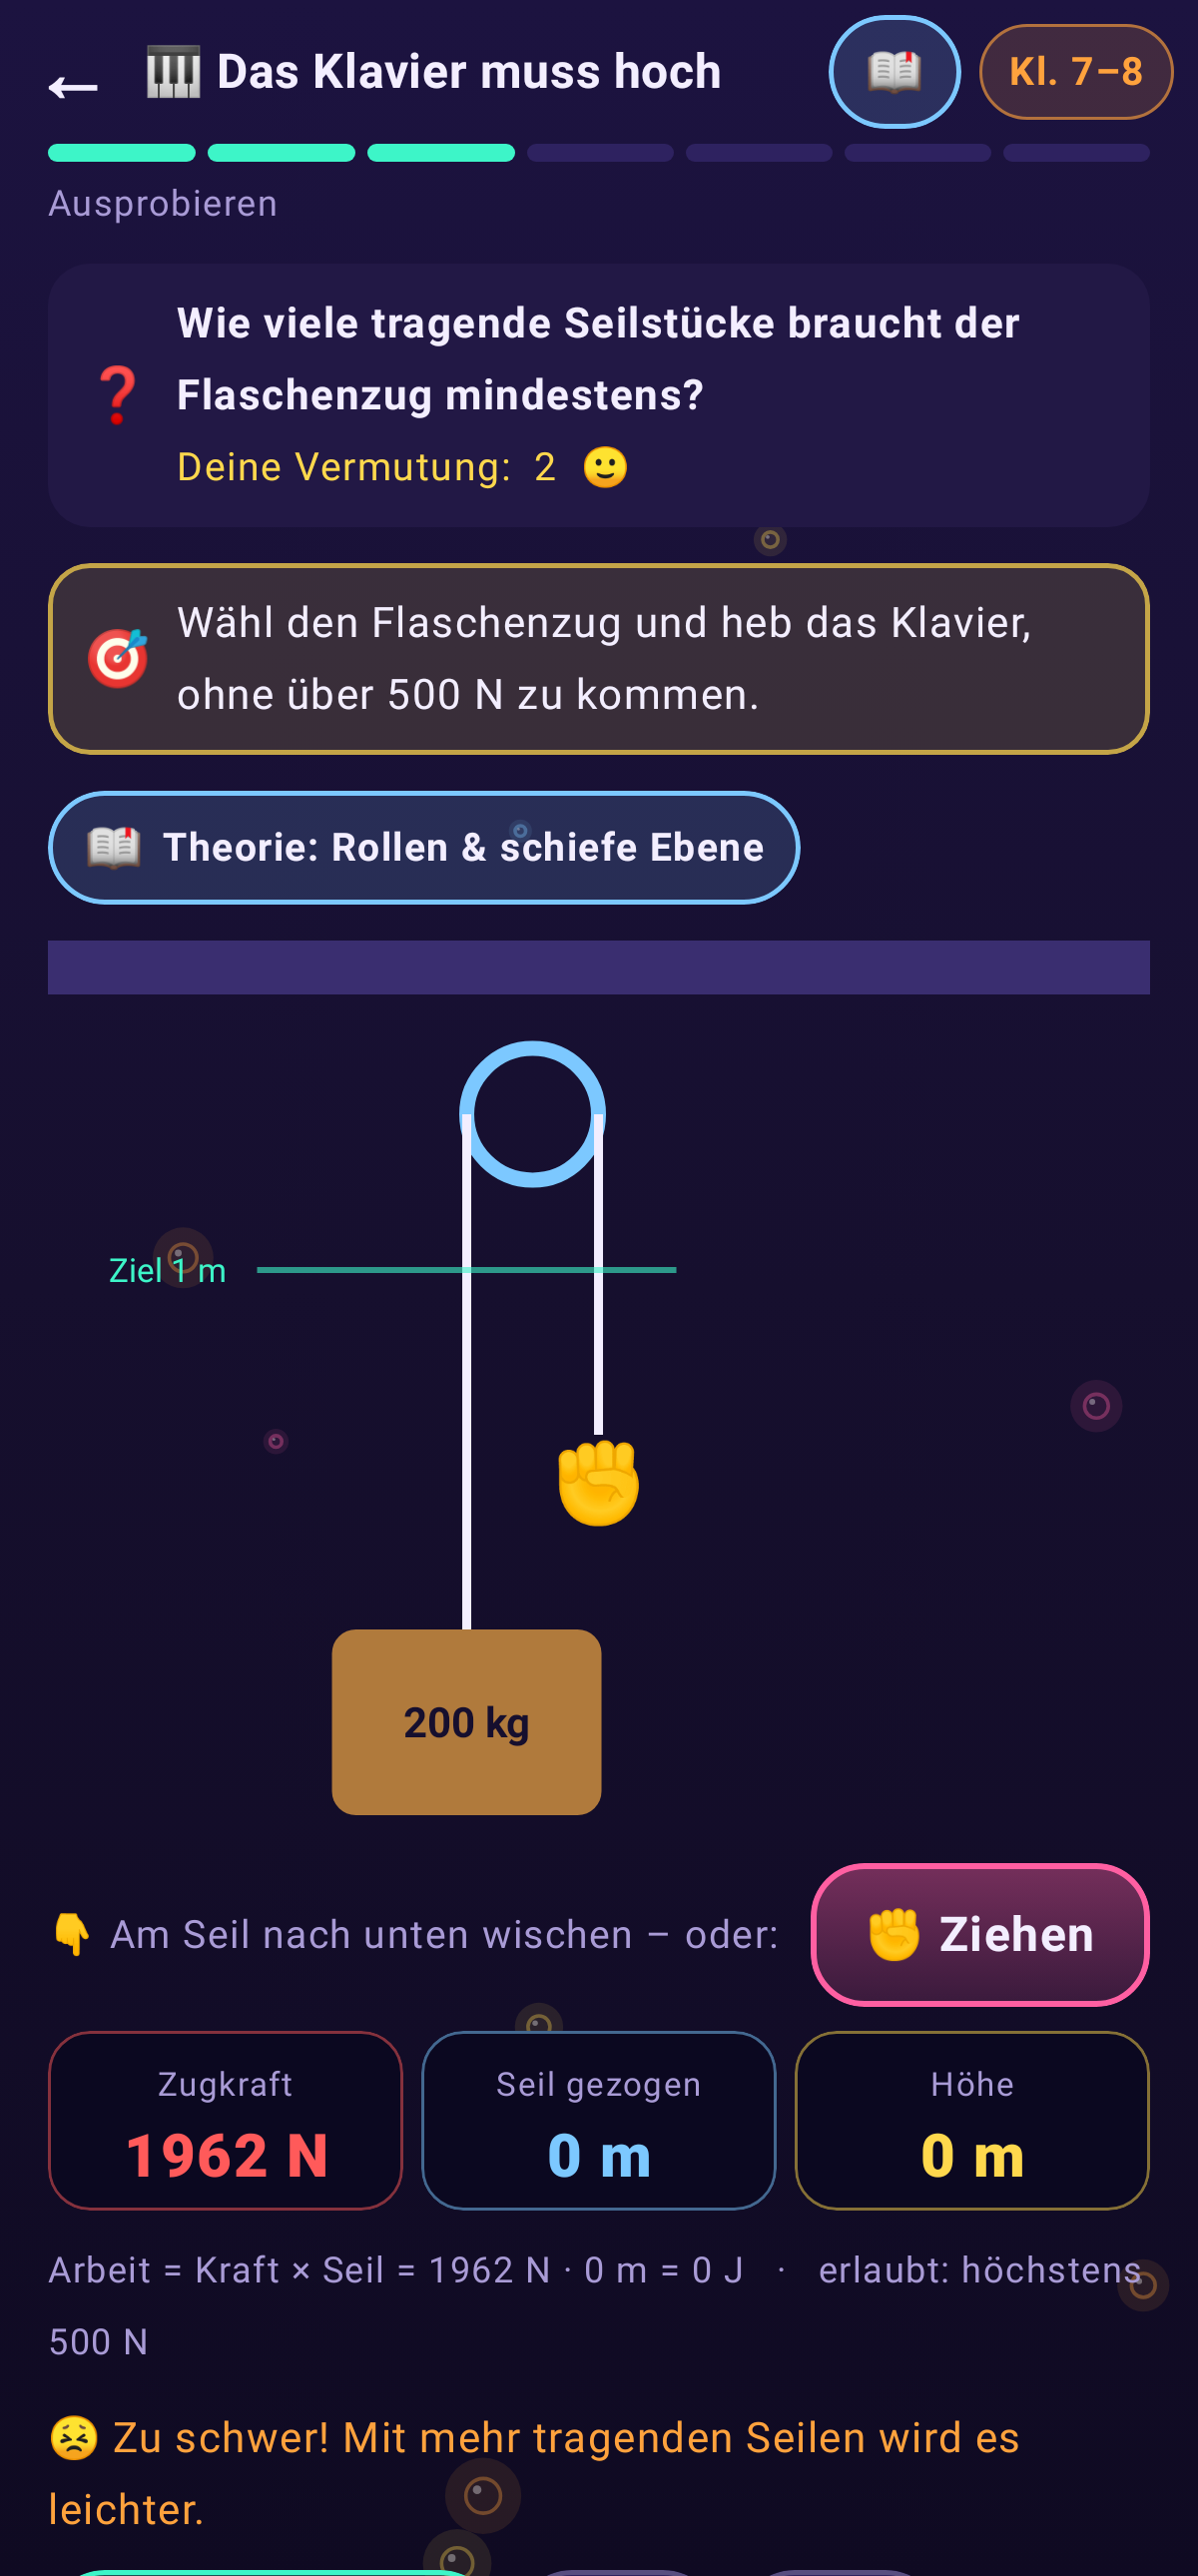 Das Klavier muss hoch
Kl. 7–8
Ausprobieren
Wie viele tragende Seilstücke braucht der
Flaschenzug mindestens?
Deine Vermutung: 2
Wähl den Flaschenzug und heb das Klavier,
ohne über 500 N zu kommen.
Theorie: Rollen & schiefe Ebene
Ziel 1 m
200 kg
Am Seil nach unten wischen – oder:
Ziehen
Zugkraft
1962 N
Seil gezogen
0 m
Höhe
0 m
Arbeit = Kraft × Seil = 1962 N · 0 m = 0 J · erlaubt: höchstens
500 N
Zu schwer! Mit mehr tragenden Seilen wird es
leichter.